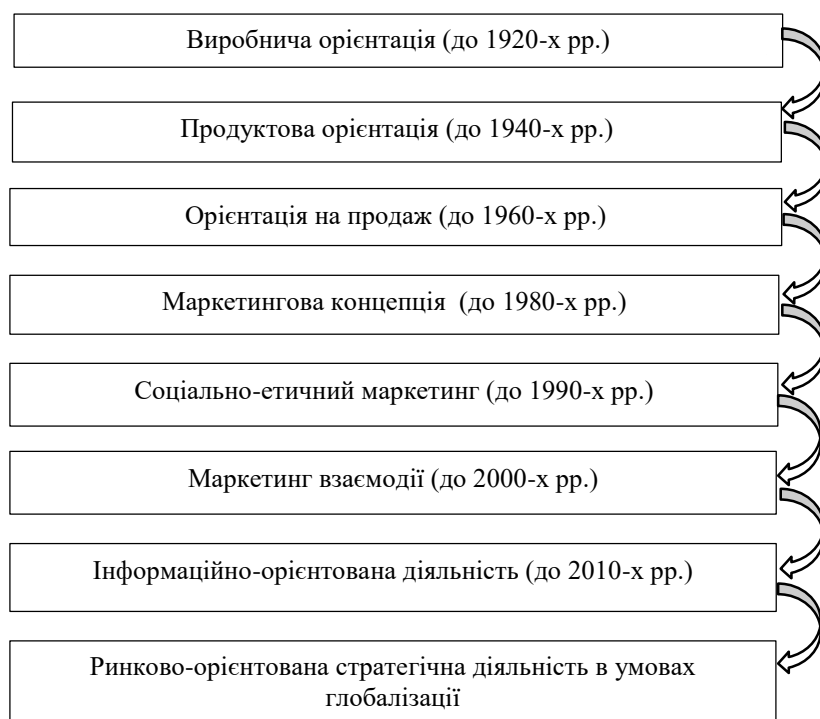 Виробнича орієнтація (до 1920-х рр.)
Продуктова орієнтація (до 1940-х рр.)
Орієнтація на продаж (до 1960-х рр.)
Маркетингова концепція (до 1980-х рр.)
Соціально-етичний маркетинг (до 1990-х рр.)
Маркетинг взаємодії (до 2000-х рр.)
Інформаційно-орієнтована діяльність (до 2010-х рр.)
Ринково-орієнтована стратегічна діяльність в умовах
глобалізації